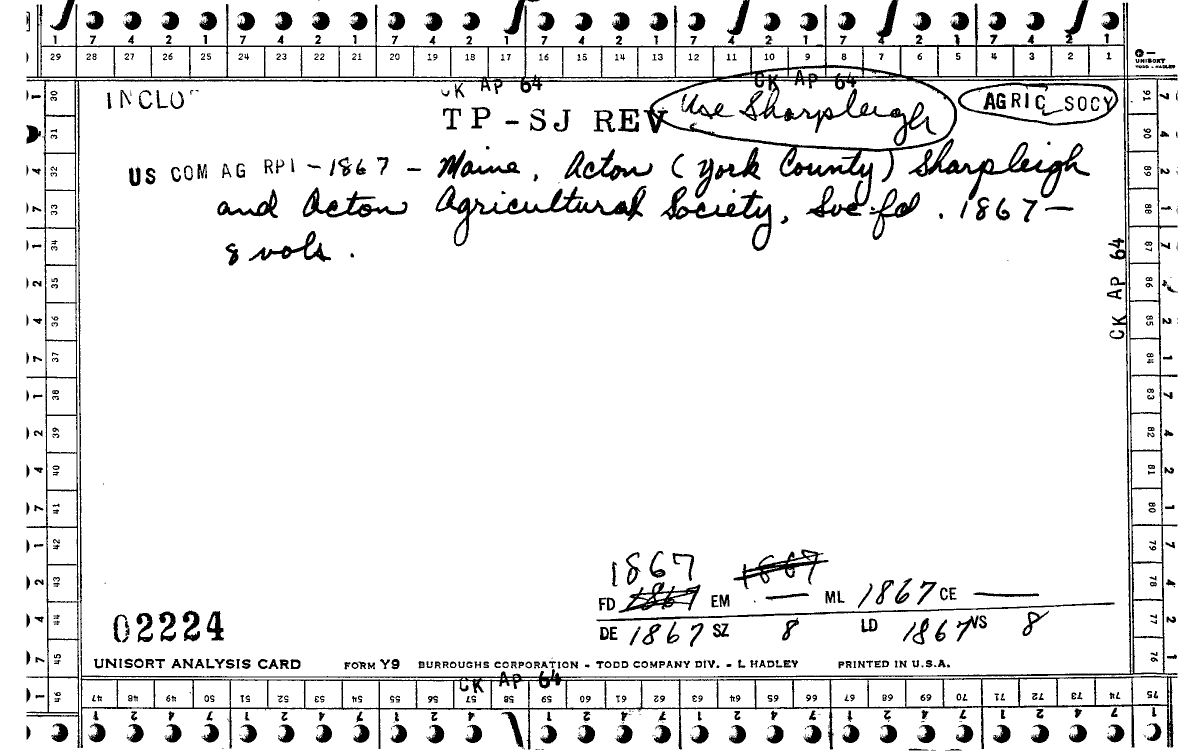 1 7 4 2 1 7 4 2 1 7 4 2 1 7 4 2 1 7 4 2 1 7 4 2 1 7 4 2 1
29 28 27 26 25 24 23 22 21 20 19 18 17 16 15 14 13 12 11 10 9 8 7 6 5 4 3 2 1
UNISORT
TODD - HADLEY
CK AP 64 CK AP 64
INCLO
TP-SJ REV Use Sharpleigh AGRIC SOCY
US COM AG RPT - 1867 - Maine, Acton (York County) Sharpleigh
and Acton Agricultural Society, Soc. fd. 1867-
8 vols.
CK AP 64
1867 1867
FD 1867 EM — ML 1867 CE —
DE 1867 SZ 8 LD 1867 VS 8
02224
UNISORT ANALYSIS CARD FORM Y9 BURROUGHS CORPORATION - TODD COMPANY DIV. - L HADLEY PRINTED IN U.S.A.
CK AP 64
30 31 32 33 34 35 36 37 38 39 40 41 42 43 44 45 46
91 90 89 88 87 86 85 84 83 82 81 80 79 78 77 76
47 48 49 50 51 52 53 54 55 56 57 58 59 60 61 62 63 64 65 66 67 68 69 70 71 72 73 74 75